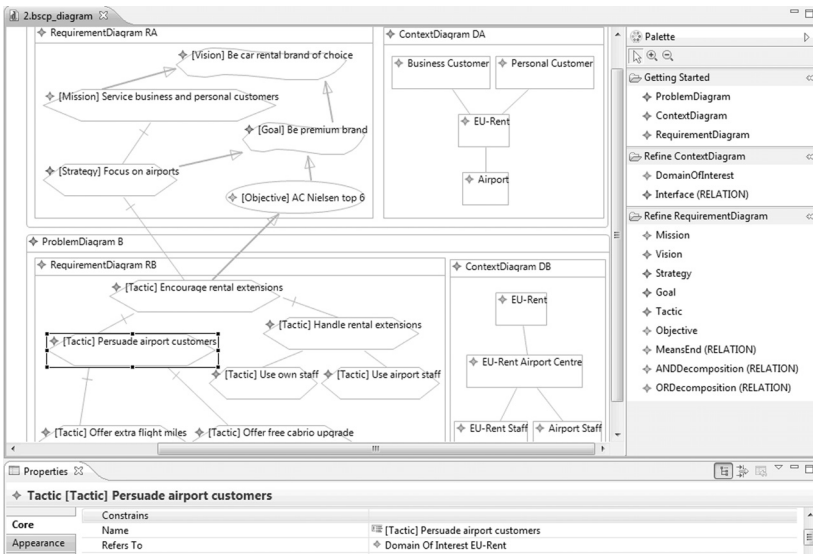 2.bscp_diagram
RequirementDiagram RA
[Vision] Be car rental brand of choice
[Mission] Service business and personal customers
[Goal] Be premium brand
[Strategy] Focus on airports
[Objective] AC Nielsen top 6
ContextDiagram DA
Business Customer
Personal Customer
EU-Rent
Airport
ProblemDiagram B
RequirementDiagram RB
[Tactic] Encourage rental extensions
[Tactic] Handle rental extensions
[Tactic] Persuade airport customers
[Tactic] Use own staff
[Tactic] Use airport staff
[Tactic] Offer extra flight miles
[Tactic] Offer free cabrio upgrade
ContextDiagram DB
EU-Rent
EU-Rent Airport Centre
EU-Rent Staff
Airport Staff
Palette
Getting Started
ProblemDiagram
ContextDiagram
RequirementDiagram
Refine ContextDiagram
DomainOfInterest
Interface (RELATION)
Refine RequirementDiagram
Mission
Vision
Strategy
Goal
Tactic
Objective
MeansEnd (RELATION)
ANDDecomposition (RELATION)
ORDecomposition (RELATION)
Properties
Tactic [Tactic] Persuade airport customers
Core
Appearance
Constrains
Name
[Tactic] Persuade airport customers
Refers To
Domain Of Interest EU-Rent